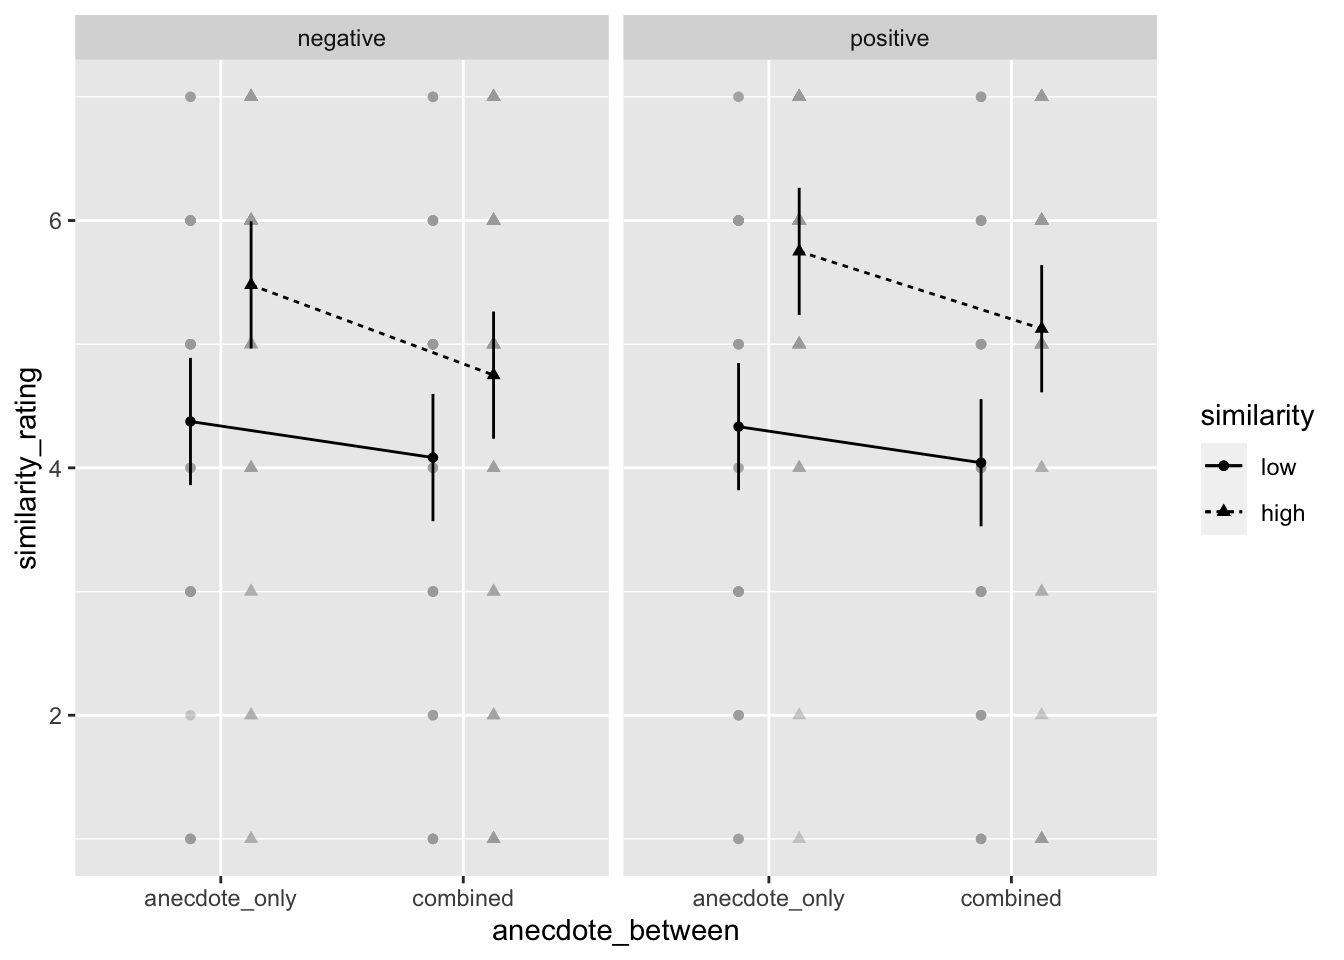 negative
positive
6
4
2
similarity_rating
anecdote_only
combined
anecdote_only
combined
anecdote_between
similarity
low
high